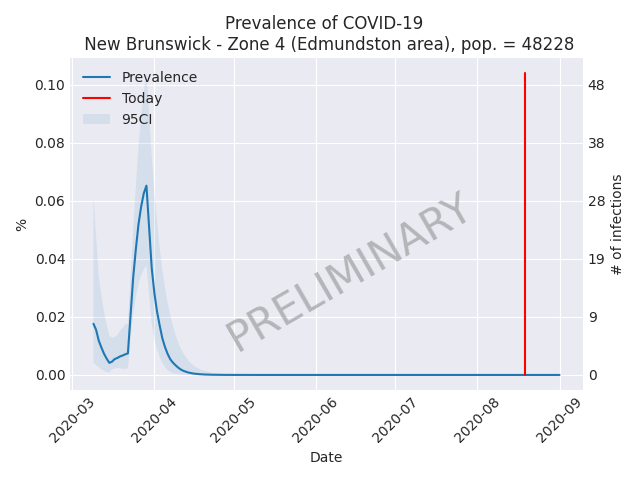 Prevalence of COVID-19
New Brunswick - Zone 4 (Edmundston area), pop. = 48228
Prevalence
Today
95CI
0.10
0.08
0.06
0.04
0.02
0.00
%
48
38
28
19
9
0
# of infections
PRELIMINARY
2020-03
2020-04
2020-05
2020-06
2020-07
2020-08
2020-09
Date